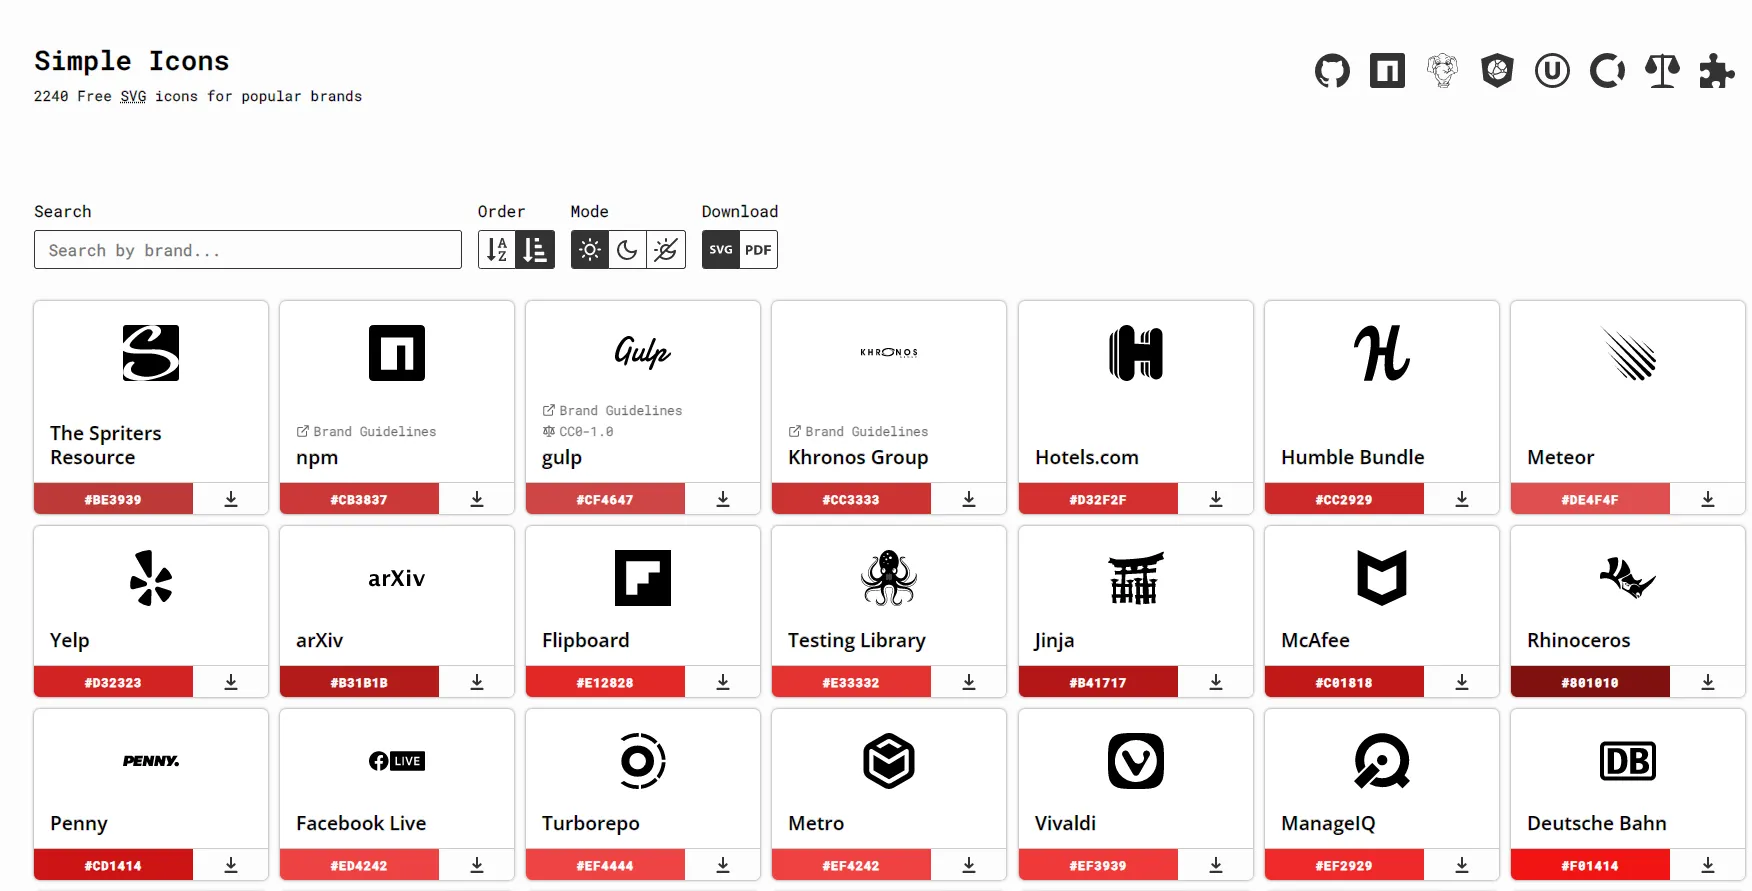 Simple Icons
2240 Free SVG icons for popular brands
Search
Order
Mode
Download
Search by brand...
A
Z
SVG
PDF
S
The Spriters
Resource
#BE3939
n
Brand Guidelines
npm
#CB3837
Gulp
Brand Guidelines
CC0-1.0
gulp
#CF4647
KHRONOS
Brand Guidelines
Khronos Group
#CC3333
H
Hotels.com
#D32F2F
H
Humble Bundle
#CC2929
Meteor
#DE4F4F
Yelp
#D32323
arXiv
arXiv
#B31B1B
F
Flipboard
#E12828
Testing Library
#E33332
Jinja
#B41717
McAfee
#C01818
Rhinoceros
#801010
PENNY.
Penny
#CD1414
f LIVE
Facebook Live
#ED4242
Turborepo
#EF4444
Metro
#EF4242
V
Vivaldi
#EF3939
ManageIQ
#EF2929
DB
Deutsche Bahn
#F01414